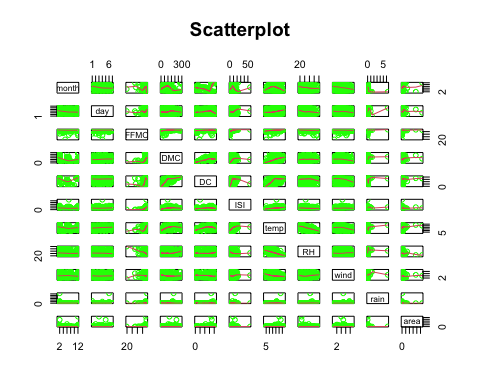 Scatterplot
1 6 0 300 0 50 20 0 5
month 2
1 day
FFMC 20
0 DMC
DC 0
0 ISI
temp 5
20 RH
wind 2
0 rain
area 0
2 12 20 0 5 2 0